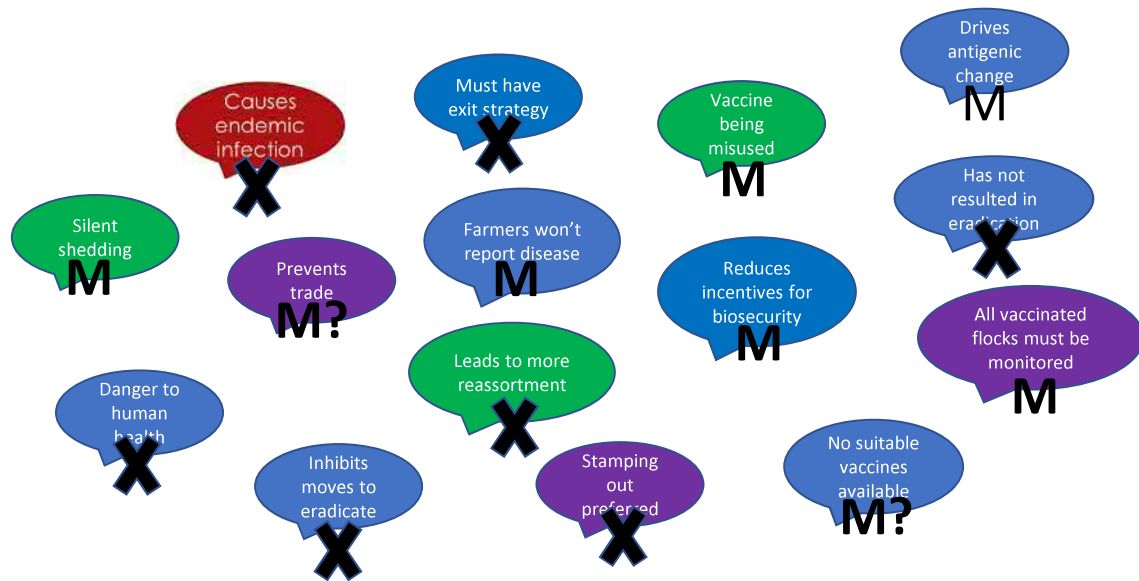 Drives
antigenic
change
M
Must have
exit strategy
X
Causes
endemic
infection
X
Vaccine
being
misused
M
Has not
resulted in
eradication
X
Silent
shedding
M
Farmers won't
report disease
M
Prevents
trade
M?
Reduces
incentives for
biosecurity
M
All vaccinated
flocks must be
monitored
M
Leads to more
reassortment
X
Danger to
human
health
X
No suitable
vaccines
available
M?
Inhibits
moves to
eradicate
X
Stamping
out
preferred
X